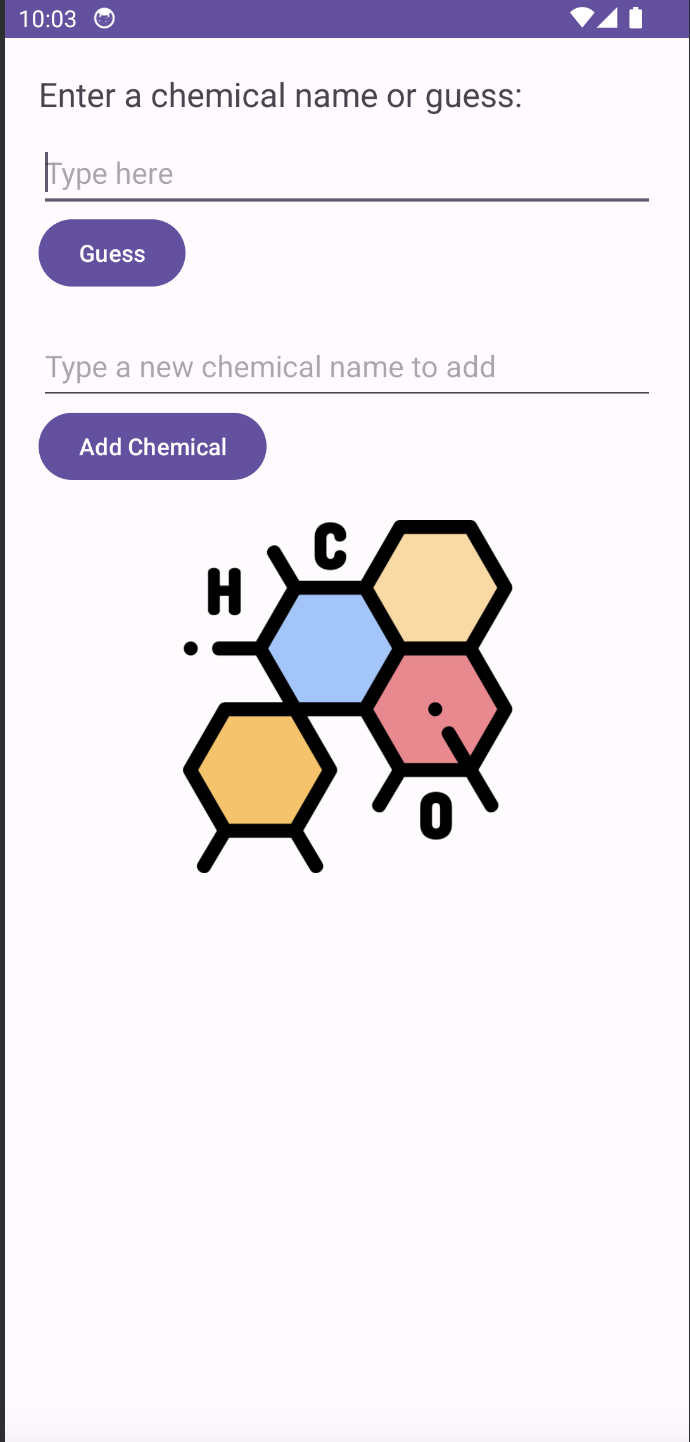 10:03
Enter a chemical name or guess:
Type here
Guess
Type a new chemical name to add
Add Chemical
C
H
O